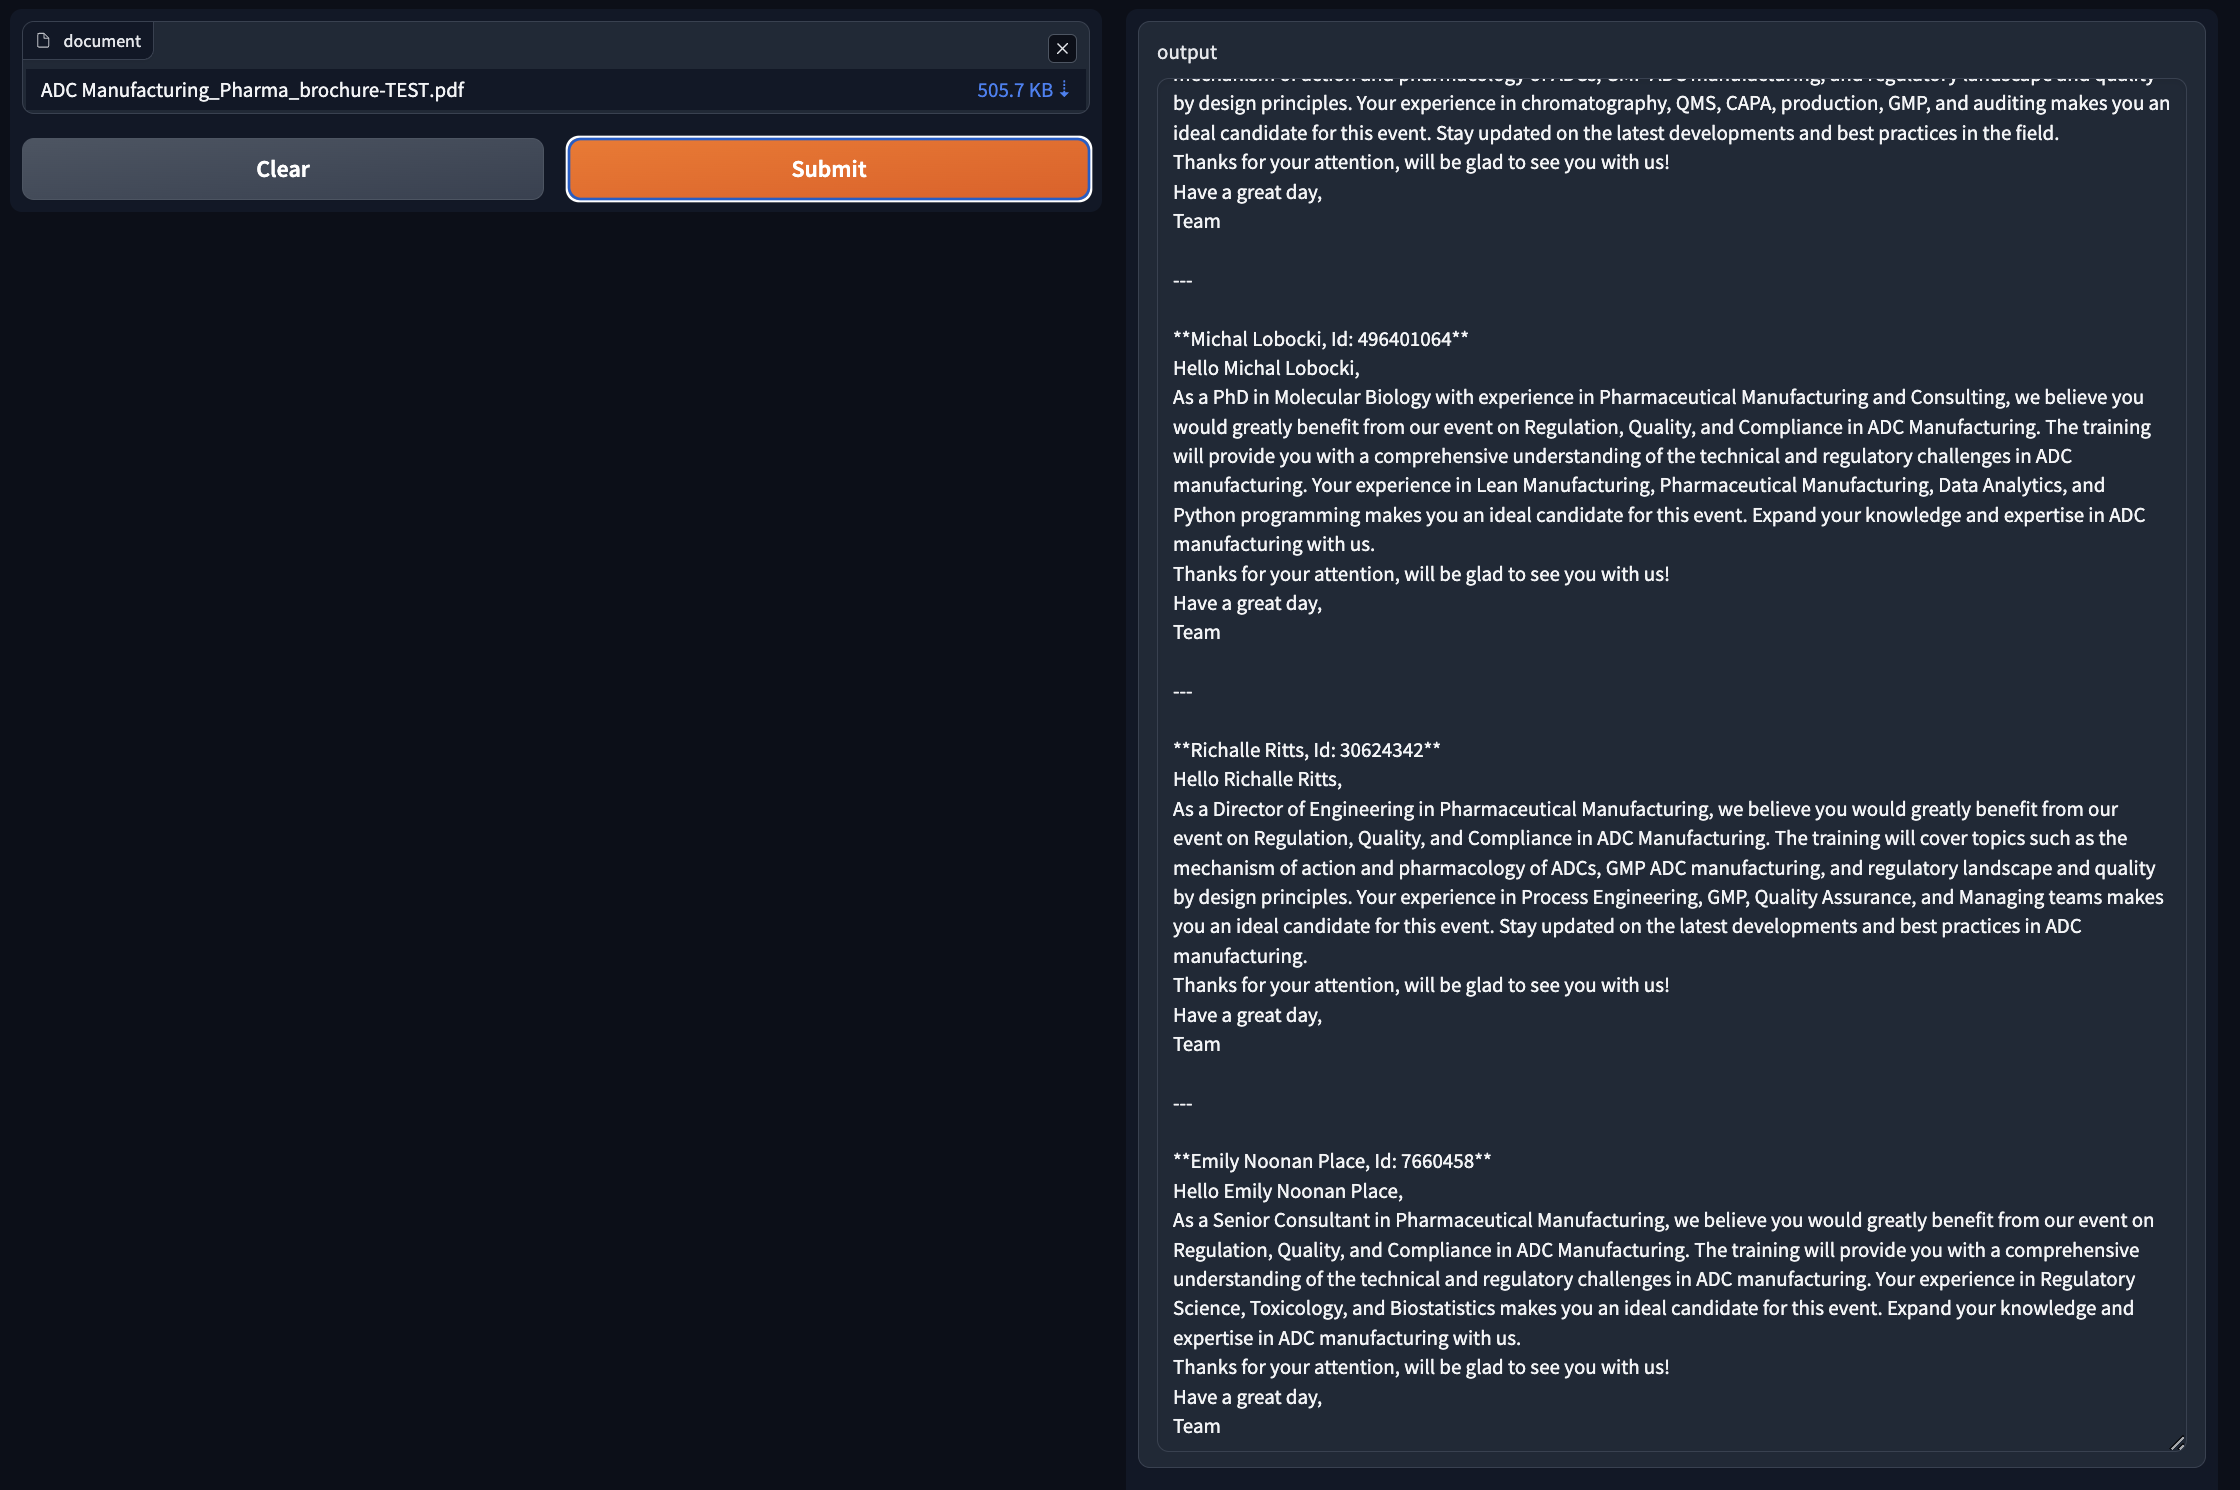 document
ADC Manufacturing_Pharma_brochure-TEST.pdf
505.7 KB ↓
Clear
Submit
output
mechanism of action and pharmacology of ADCs, GMP ADC manufacturing, and regulatory landscape and quality
by design principles. Your experience in chromatography, QMS, CAPA, production, GMP, and auditing makes you an
ideal candidate for this event. Stay updated on the latest developments and best practices in the field.
Thanks for your attention, will be glad to see you with us!
Have a great day,
Team
---
**Michal Lobocki, Id: 496401064**
Hello Michal Lobocki,
As a PhD in Molecular Biology with experience in Pharmaceutical Manufacturing and Consulting, we believe you
would greatly benefit from our event on Regulation, Quality, and Compliance in ADC Manufacturing. The training
will provide you with a comprehensive understanding of the technical and regulatory challenges in ADC
manufacturing. Your experience in Lean Manufacturing, Pharmaceutical Manufacturing, Data Analytics, and
Python programming makes you an ideal candidate for this event. Expand your knowledge and expertise in ADC
manufacturing with us.
Thanks for your attention, will be glad to see you with us!
Have a great day,
Team
---
**Richalle Ritts, Id: 30624342**
Hello Richalle Ritts,
As a Director of Engineering in Pharmaceutical Manufacturing, we believe you would greatly benefit from our
event on Regulation, Quality, and Compliance in ADC Manufacturing. The training will cover topics such as the
mechanism of action and pharmacology of ADCs, GMP ADC manufacturing, and regulatory landscape and quality
by design principles. Your experience in Process Engineering, GMP, Quality Assurance, and Managing teams makes
you an ideal candidate for this event. Stay updated on the latest developments and best practices in ADC
manufacturing.
Thanks for your attention, will be glad to see you with us!
Have a great day,
Team
---
**Emily Noonan Place, Id: 7660458**
Hello Emily Noonan Place,
As a Senior Consultant in Pharmaceutical Manufacturing, we believe you would greatly benefit from our event on
Regulation, Quality, and Compliance in ADC Manufacturing. The training will provide you with a comprehensive
understanding of the technical and regulatory challenges in ADC manufacturing. Your experience in Regulatory
Science, Toxicology, and Biostatistics makes you an ideal candidate for this event. Expand your knowledge and
expertise in ADC manufacturing with us.
Thanks for your attention, will be glad to see you with us!
Have a great day,
Team